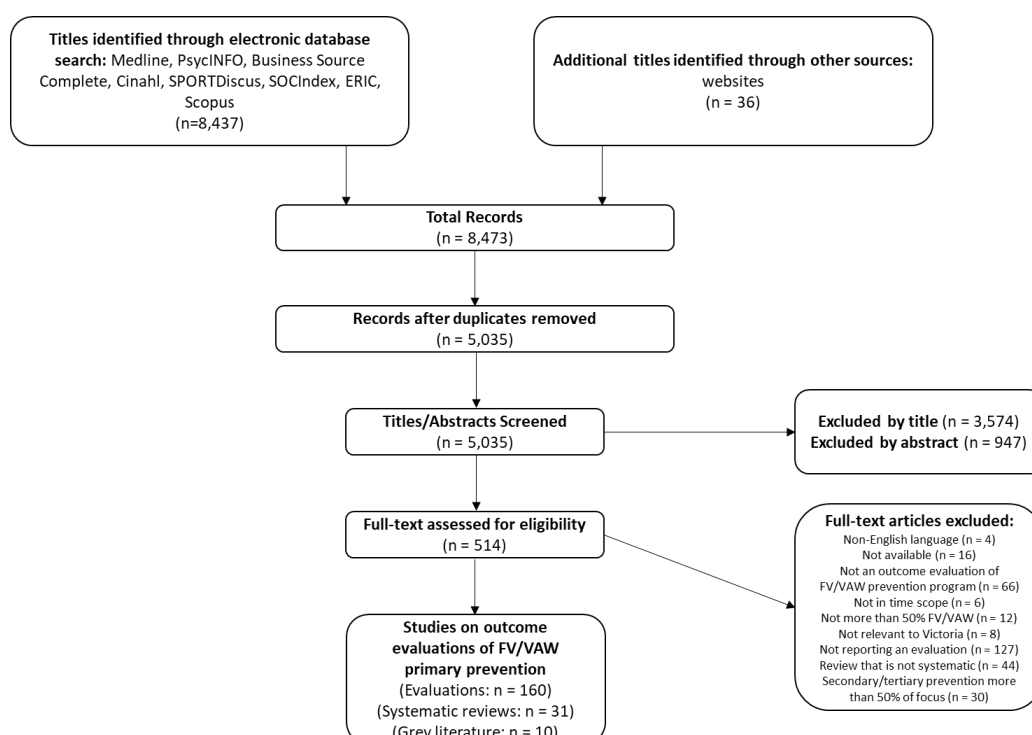 Titles identified through electronic database
search: Medline, PsycINFO, Business Source
Complete, Cinahl, SPORTDiscus, SOCIndex, ERIC,
Scopus
(n=8,437)
Additional titles identified through other sources:
websites
(n = 36)
Total Records
(n = 8,473)
Records after duplicates removed
(n = 5,035)
Titles/Abstracts Screened
(n = 5,035)
Excluded by title (n = 3,574)
Excluded by abstract (n = 947)
Full-text assessed for eligibility
(n = 514)
Full-text articles excluded:
Non-English language (n = 4)
Not available (n = 16)
Not an outcome evaluation of
FV/VAW prevention program (n = 66)
Not in time scope (n = 6)
Not more than 50% FV/VAW (n = 12)
Not relevant to Victoria (n = 8)
Not reporting an evaluation (n = 127)
Review that is not systematic (n = 44)
Secondary/tertiary prevention more
than 50% of focus (n = 30)
Studies on outcome
evaluations of FV/VAW
primary prevention
(Evaluations: n = 160)
(Systematic reviews: n = 31)
(Grey literature: n = 10)